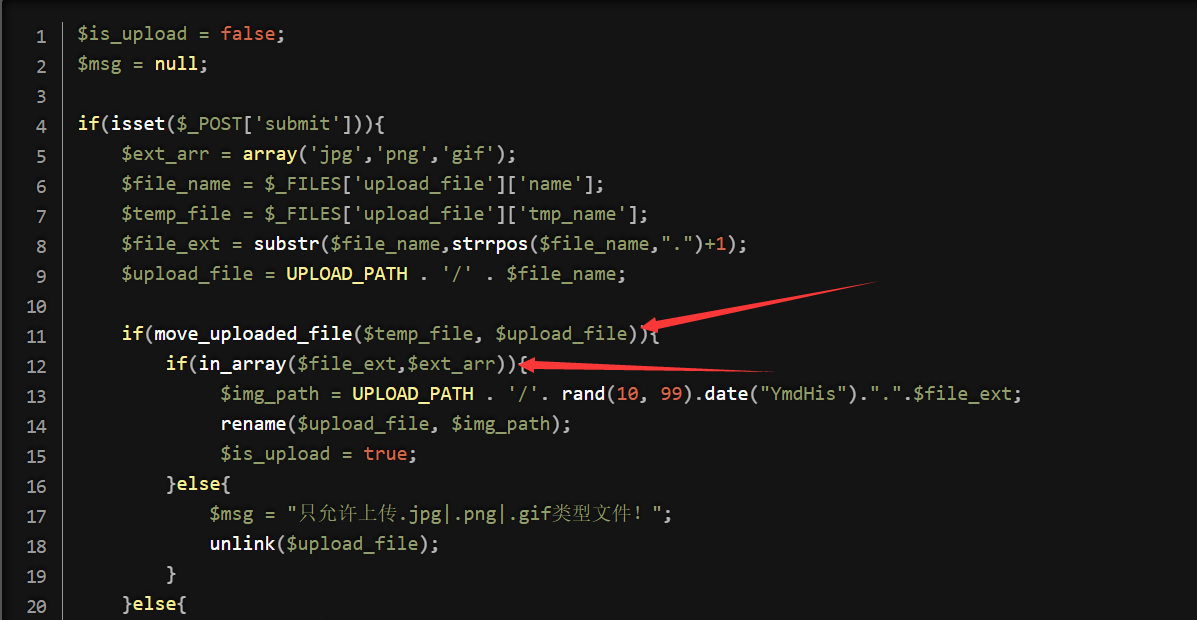 1 $is_upload = false;
2 $msg = null;
3
4 if(isset($_POST['submit'])){
5 $ext_arr = array('jpg','png','gif');
6 $file_name = $_FILES['upload_file']['name'];
7 $temp_file = $_FILES['upload_file']['tmp_name'];
8 $file_ext = substr($file_name,strrpos($file_name,".")+1);
9 $upload_file = UPLOAD_PATH . '/' . $file_name;
10
11 if(move_uploaded_file($temp_file, $upload_file)){
12 if(in_array($file_ext,$ext_arr)){
13 $img_path = UPLOAD_PATH . '/'. rand(10, 99).date("YmdHis").".".$file_ext;
14 rename($upload_file, $img_path);
15 $is_upload = true;
16 }else{
17 $msg = "只允许上传.jpg|.png|.gif类型文件！";
18 unlink($upload_file);
19 }
20 }else{